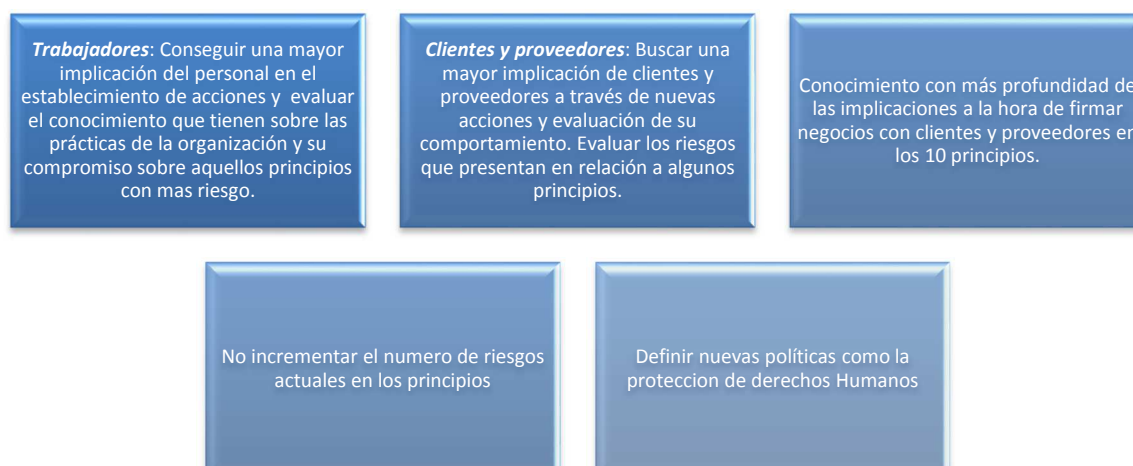 Trabajadores: Conseguir una mayor
implicación del personal en el
establecimiento de acciones y evaluar
el conocimiento que tienen sobre las
prácticas de la organización y su
compromiso sobre aquellos principios
con mas riesgo.
Clientes y proveedores: Buscar una
mayor implicación de clientes y
proveedores a través de nuevas
acciones y evaluación de su
comportamiento. Evaluar los riesgos
que presentan en relación a algunos
principios.
Conocimiento con más profundidad de
las implicaciones a la hora de firmar
negocios con clientes y proveedores en
los 10 principios.
No incrementar el numero de riesgos
actuales en los principios
Definir nuevas políticas como la
proteccion de derechos Humanos